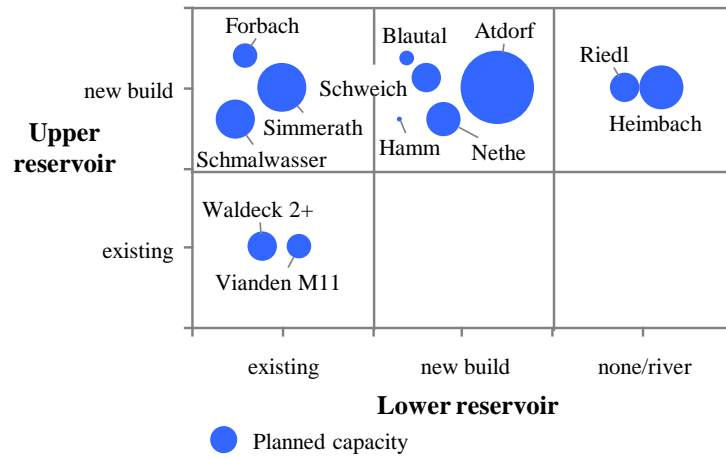 Forbach
Blautal
Atdorf
Riedl
new build
Schweich
Simmerath
Heimbach
Upper
reservoir
Schmalwasser
Hamm
Nethe
Waldeck 2+
existing
Vianden M11
existing
new build
none/river
Lower reservoir
Planned capacity